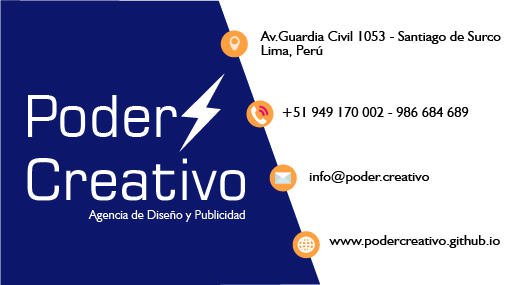 Poder
Creativo
Agencia de Diseño y Publicidad
Av.Guardia Civil 1053 - Santiago de Surco
Lima, Perú
+51 949 170 002 - 986 684 689
info@poder.creativo
www.podercreativo.github.io